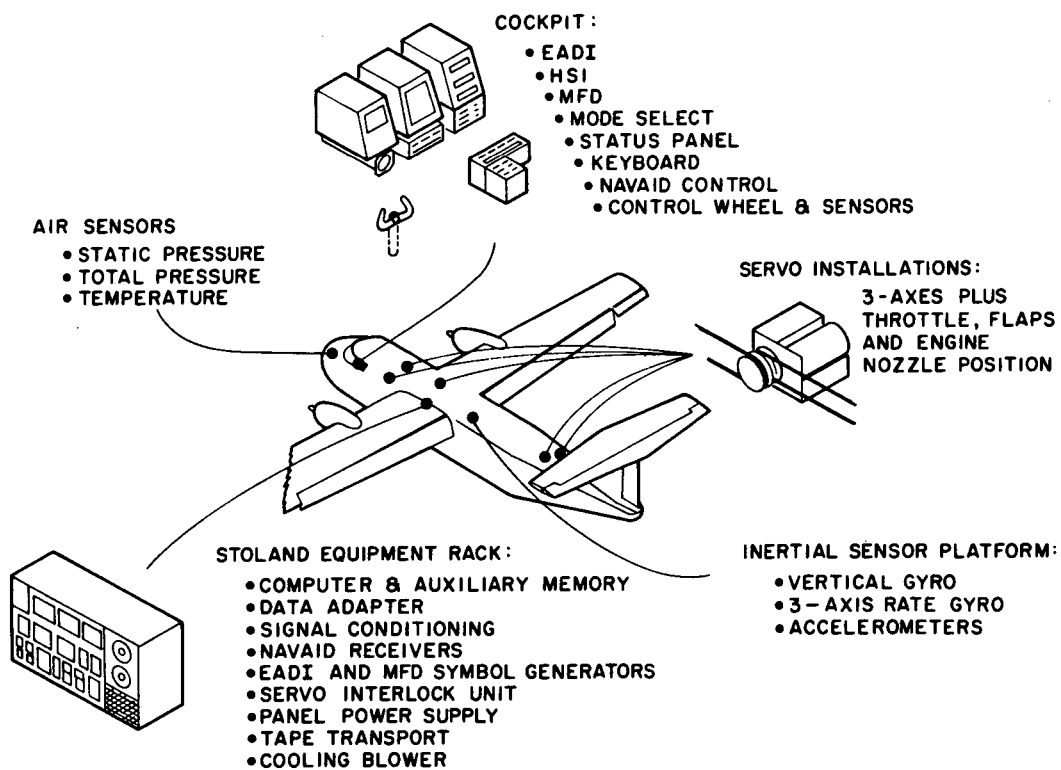 COCKPIT:
• EADI
• HSI
• MFD
• MODE SELECT
• STATUS PANEL
• KEYBOARD
• NAVAID CONTROL
• CONTROL WHEEL & SENSORS
AIR SENSORS
• STATIC PRESSURE
• TOTAL PRESSURE
• TEMPERATURE
SERVO INSTALLATIONS:
3-AXES PLUS
THROTTLE, FLAPS
AND ENGINE
NOZZLE POSITION
STOLAND EQUIPMENT RACK:
• COMPUTER & AUXILIARY MEMORY
• DATA ADAPTER
• SIGNAL CONDITIONING
• NAVAID RECEIVERS
• EADI AND MFD SYMBOL GENERATORS
• SERVO INTERLOCK UNIT
• PANEL POWER SUPPLY
• TAPE TRANSPORT
• COOLING BLOWER
INERTIAL SENSOR PLATFORM:
• VERTICAL GYRO
• 3-AXIS RATE GYRO
• ACCELEROMETERS